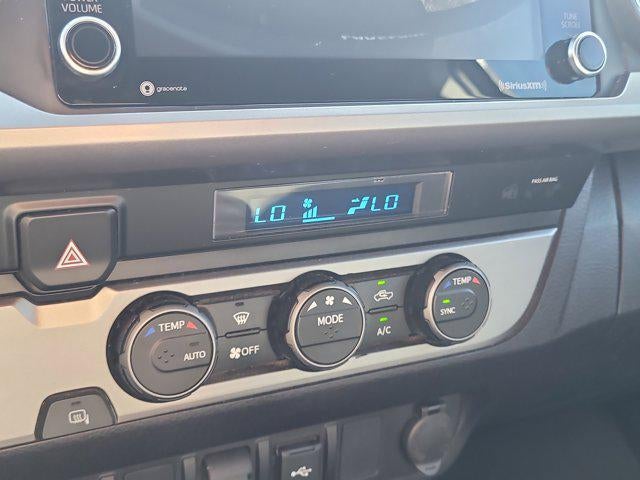 VOLUME
TUNE
SCROLL
gracenote
SiriusXM
PASS AIR BAG
LO LO
TEMP
AUTO
OFF
MODE
A/C
TEMP
SYNC